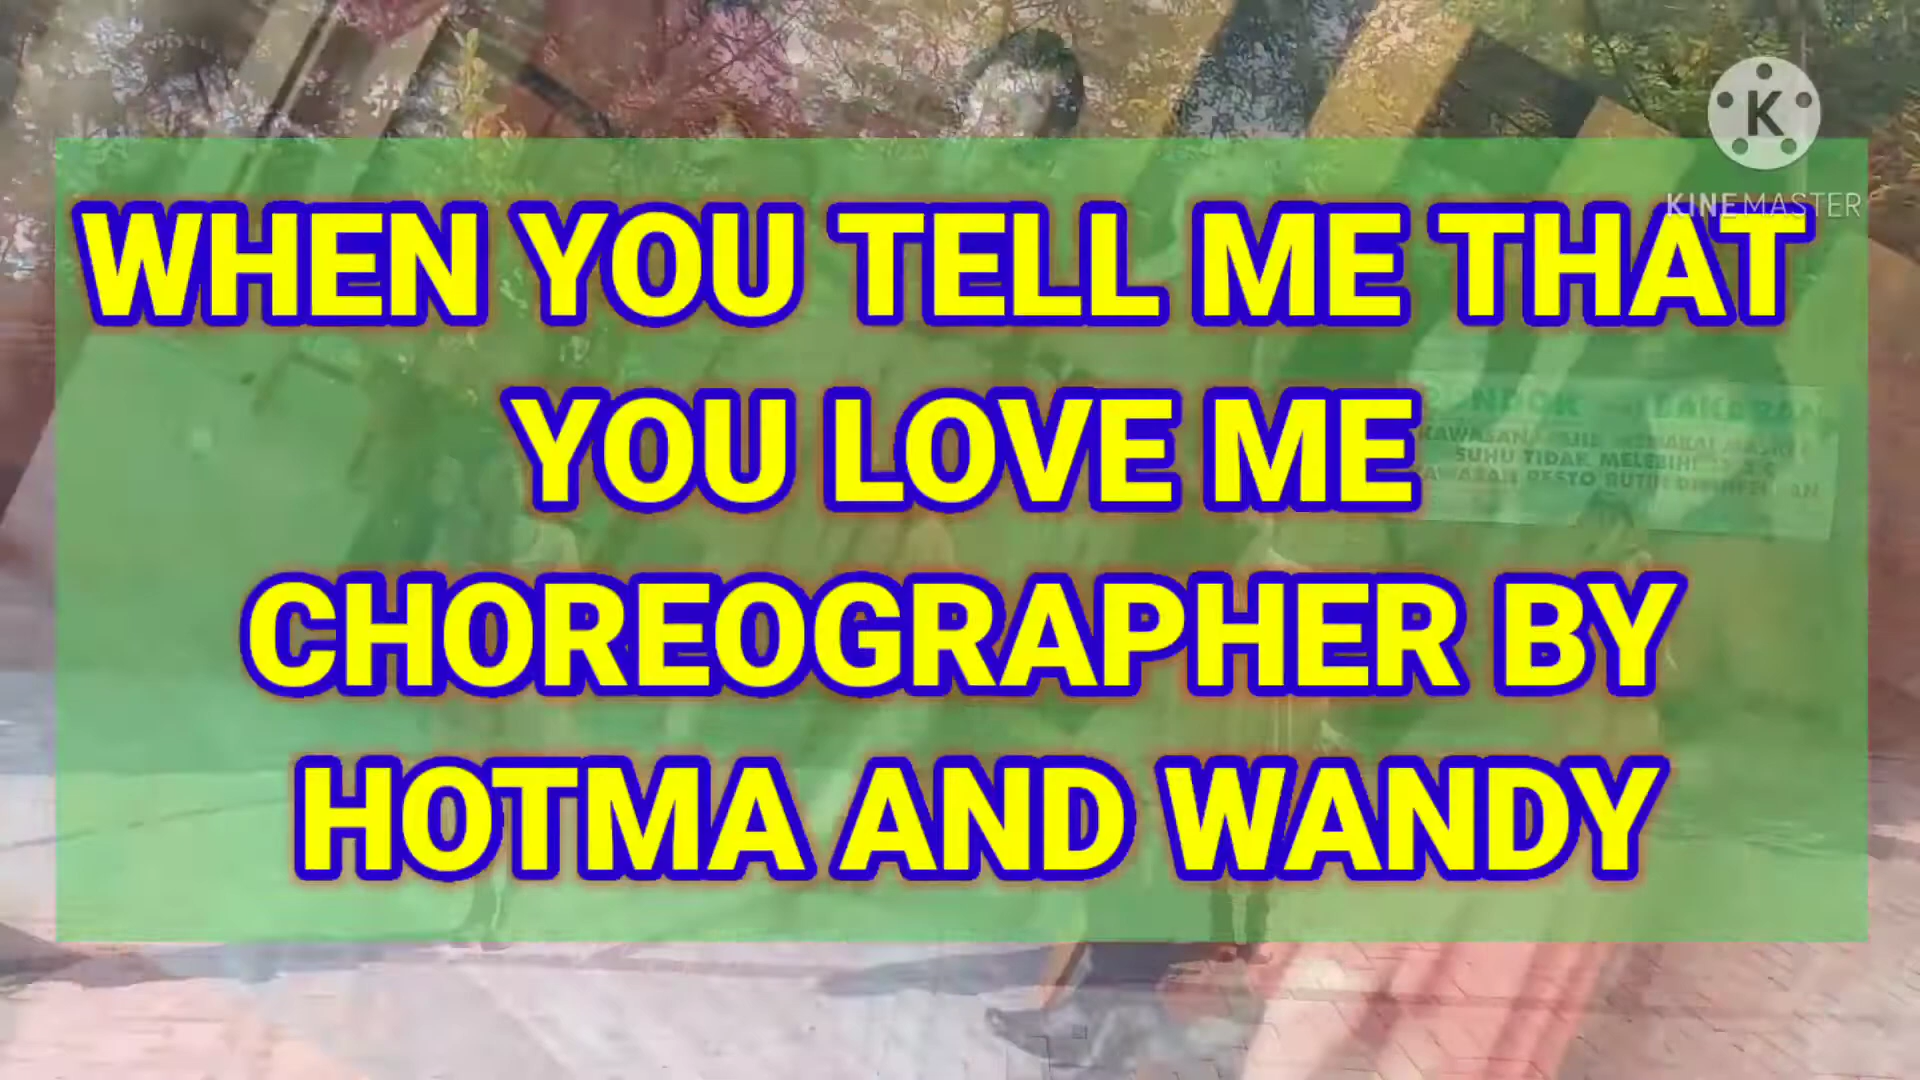 K
KINEMASTER
WHEN YOU TELL ME THAT
YOU LOVE ME
CHOREOGRAPHER BY
HOTMA AND WANDY
SUHU TIDAK MELEBIHI